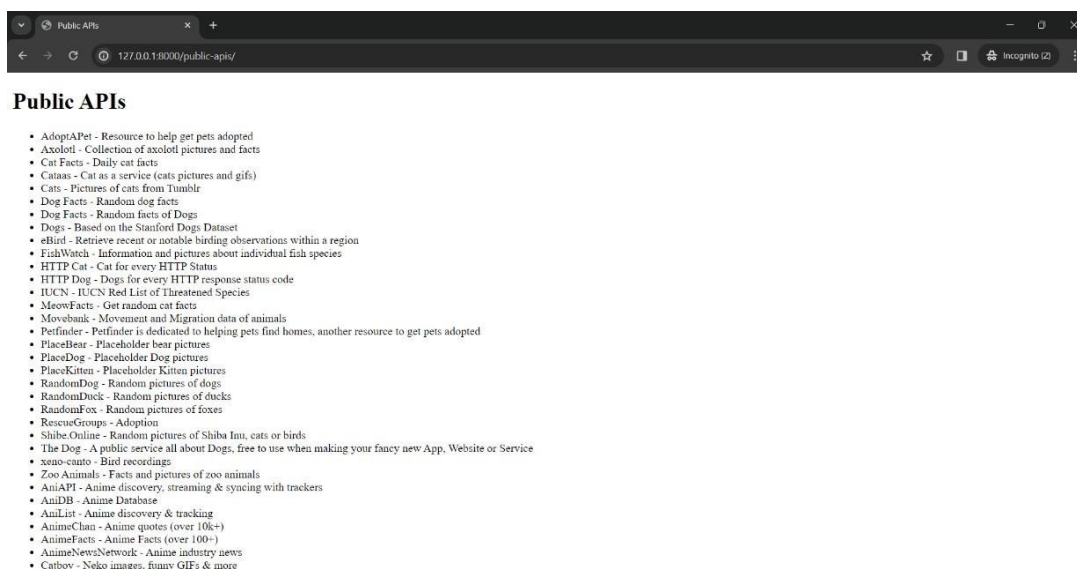 Public APIs
127.0.0.1:8000/public-apis/
Incognito (2)
Public APIs
• AdoptAPet - Resource to help get pets adopted
• Axolotl - Collection of axolotl pictures and facts
• Cat Facts - Daily cat facts
• Cataas - Cat as a service (cats pictures and gifs)
• Cats - Pictures of cats from Tumblr
• Dog Facts - Random dog facts
• Dog Facts - Random facts of Dogs
• Dogs - Based on the Stanford Dogs Dataset
• eBird - Retrieve recent or notable birding observations within a region
• FishWatch - Information and pictures about individual fish species
• HTTP Cat - Cat for every HTTP Status
• HTTP Dog - Dogs for every HTTP response status code
• IUCN - IUCN Red List of Threatened Species
• MeowFacts - Get random cat facts
• Movebank - Movement and Migration data of animals
• Petfinder - Petfinder is dedicated to helping pets find homes, another resource to get pets adopted
• PlaceBear - Placeholder bear pictures
• PlaceDog - Placeholder Dog pictures
• PlaceKitten - Placeholder Kitten pictures
• RandomDog - Random pictures of dogs
• RandomDuck - Random pictures of ducks
• RandomFox - Random pictures of foxes
• RescueGroups - Adoption
• Shibe.Online - Random pictures of Shiba Inu, cats or birds
• The Dog - A public service all about Dogs, free to use when making your fancy new App, Website or Service
• xeno-canto - Bird recordings
• Zoo Animals - Facts and pictures of zoo animals
• AniAPI - Anime discovery, streaming & syncing with trackers
• AniDB - Anime Database
• AniList - Anime discovery & tracking
• AnimeChan - Anime quotes (over 10k+)
• AnimeFacts - Anime Facts (over 100+)
• AnimeNewsNetwork - Anime industry news
• Catboy - Neko images, funny GIFs & more